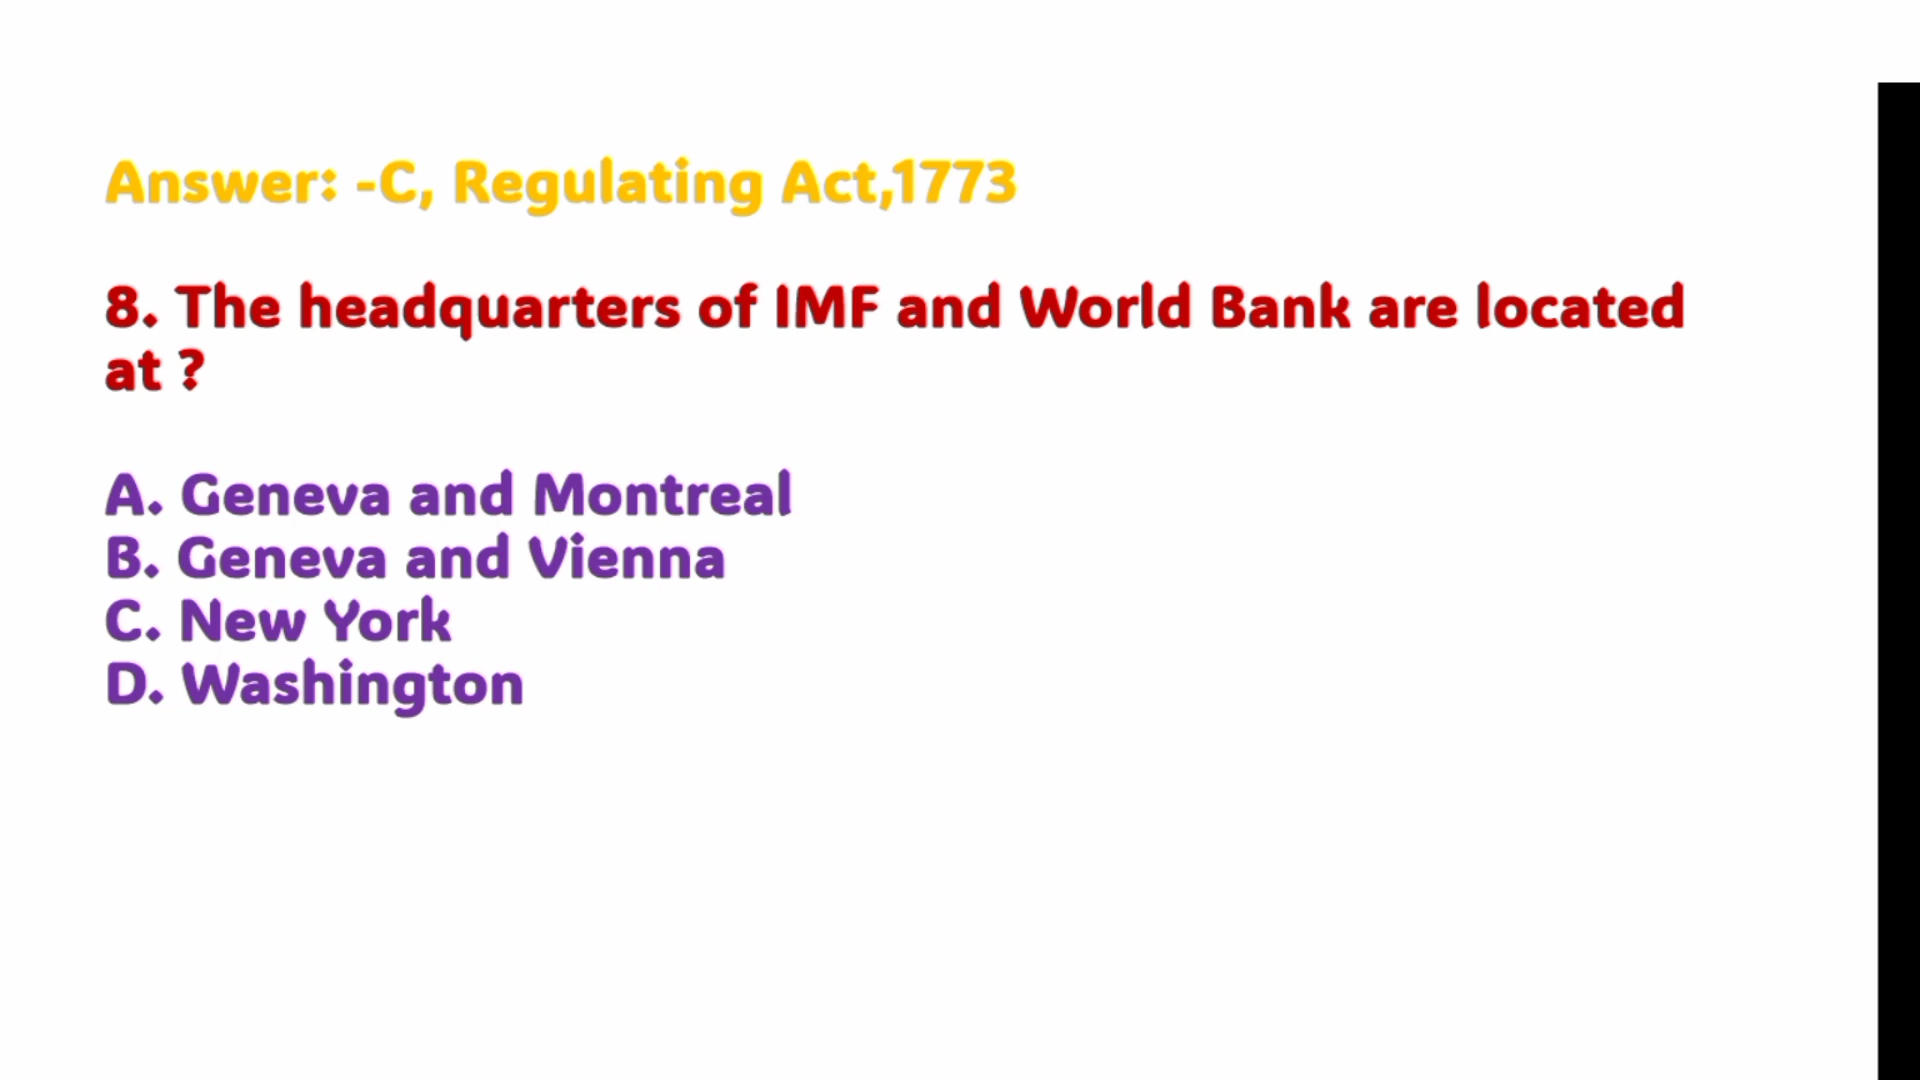 Answer: -C, Regulating Act,1773
8. The headquarters of IMF and World Bank are located
at ?
A. Geneva and Montreal
B. Geneva and Vienna
C. New York
D. Washington